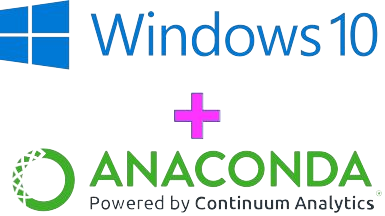 Windows 10
+
ANACONDA
Powered by Continuum Analytics®